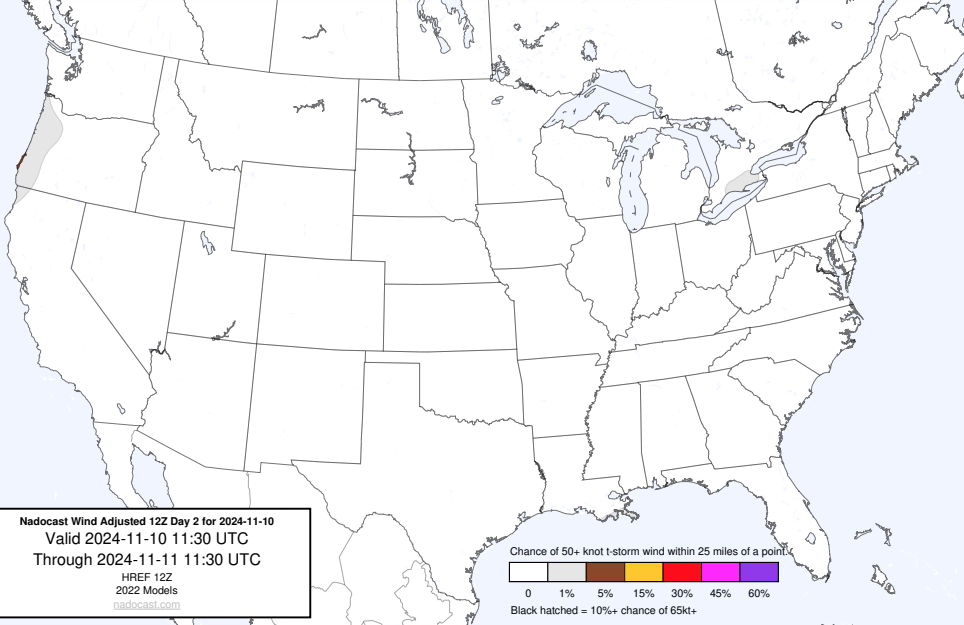 Nadocast Wind Adjusted 12Z Day 2 for 2024-11-10
Valid 2024-11-10 11:30 UTC
Through 2024-11-11 11:30 UTC
HREF 12Z
2022 Models
nadocast.com
Chance of 50+ knot t-storm wind within 25 miles of a point.
0 1% 5% 15% 30% 45% 60%
Black hatched = 10%+ chance of 65kt+